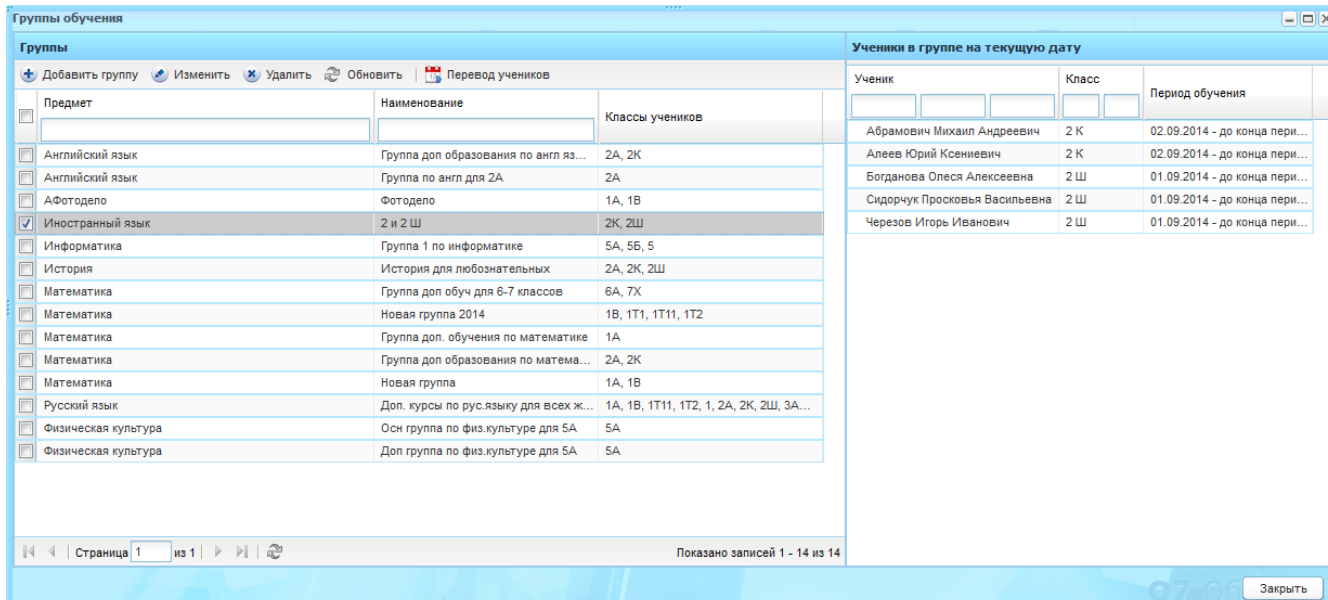 Группы обучения
Группы
Добавить группу Изменить Удалить Обновить Перевод учеников
Предмет Наименование Классы учеников
Английский язык Группа доп образования по англ яз... 2А, 2К
Английский язык Группа по англ для 2А 2А
АФотодело Фотодело 1А, 1В
Иностранный язык 2 и 2 Ш 2К, 2Ш
Информатика Группа 1 по информатике 5А, 5Б, 5
История История для любознательных 2А, 2К, 2Ш
Математика Группа доп обуч для 6-7 классов 6А, 7Х
Математика Новая группа 2014 1В, 1Т1, 1Т11, 1Т2
Математика Группа доп. обучения по математике 1А
Математика Группа доп образования по матема... 2А, 2К
Математика Новая группа 1А, 1В
Русский язык Доп. курсы по рус.языку для всех ж... 1А, 1В, 1Т11, 1Т2, 1, 2А, 2К, 2Ш, 3А...
Физическая культура Осн группа по физ.культуре для 5А 5А
Физическая культура Доп группа по физ.культуре для 5А 5А
Страница 1 из 1 Показано записей 1 - 14 из 14
Ученики в группе на текущую дату
Ученик Класс Период обучения
Абрамович Михаил Андреевич 2 К 02.09.2014 - до конца пери...
Алеев Юрий Ксениевич 2 К 02.09.2014 - до конца пери...
Богданова Олеся Алексеевна 2 Ш 01.09.2014 - до конца пери...
Сидорчук Просковья Васильевна 2 Ш 01.09.2014 - до конца пери...
Черезов Игорь Иванович 2 Ш 01.09.2014 - до конца пери...
Закрыть